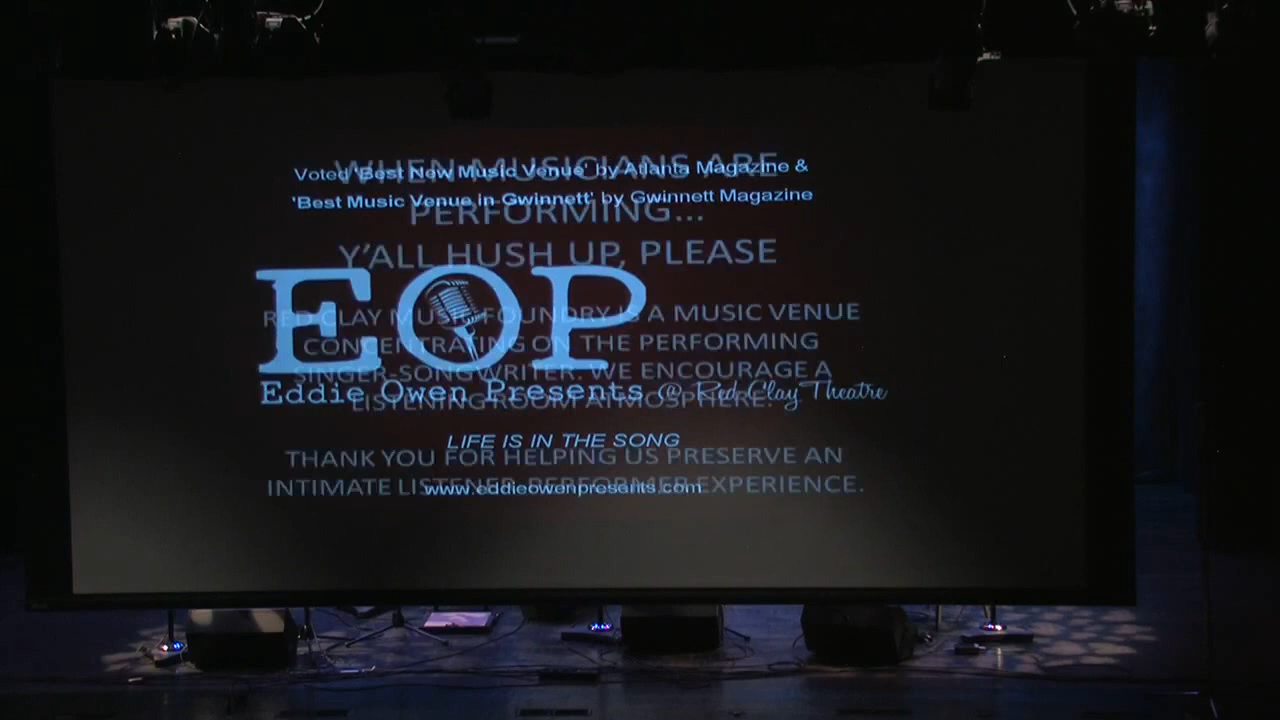 WHEN MUSICIANS ARE
Voted 'Best New Music Venue' by Atlanta Magazine &
'Best Music Venue in Gwinnett' by Gwinnett Magazine
PERFORMING...
Y'ALL HUSH UP, PLEASE
EOP
RED CLAY MUSIC FOUNDRY IS A MUSIC VENUE
CONCENTRATING ON THE PERFORMING
SINGER-SONGWRITER. WE ENCOURAGE A
Eddie Owen Presents @ Red Clay Theatre
LISTENING ROOM ATMOSPHERE.
LIFE IS IN THE SONG
THANK YOU FOR HELPING US PRESERVE AN
INTIMATE LISTENER-PERFORMER EXPERIENCE.
www.eddieowenpresents.com